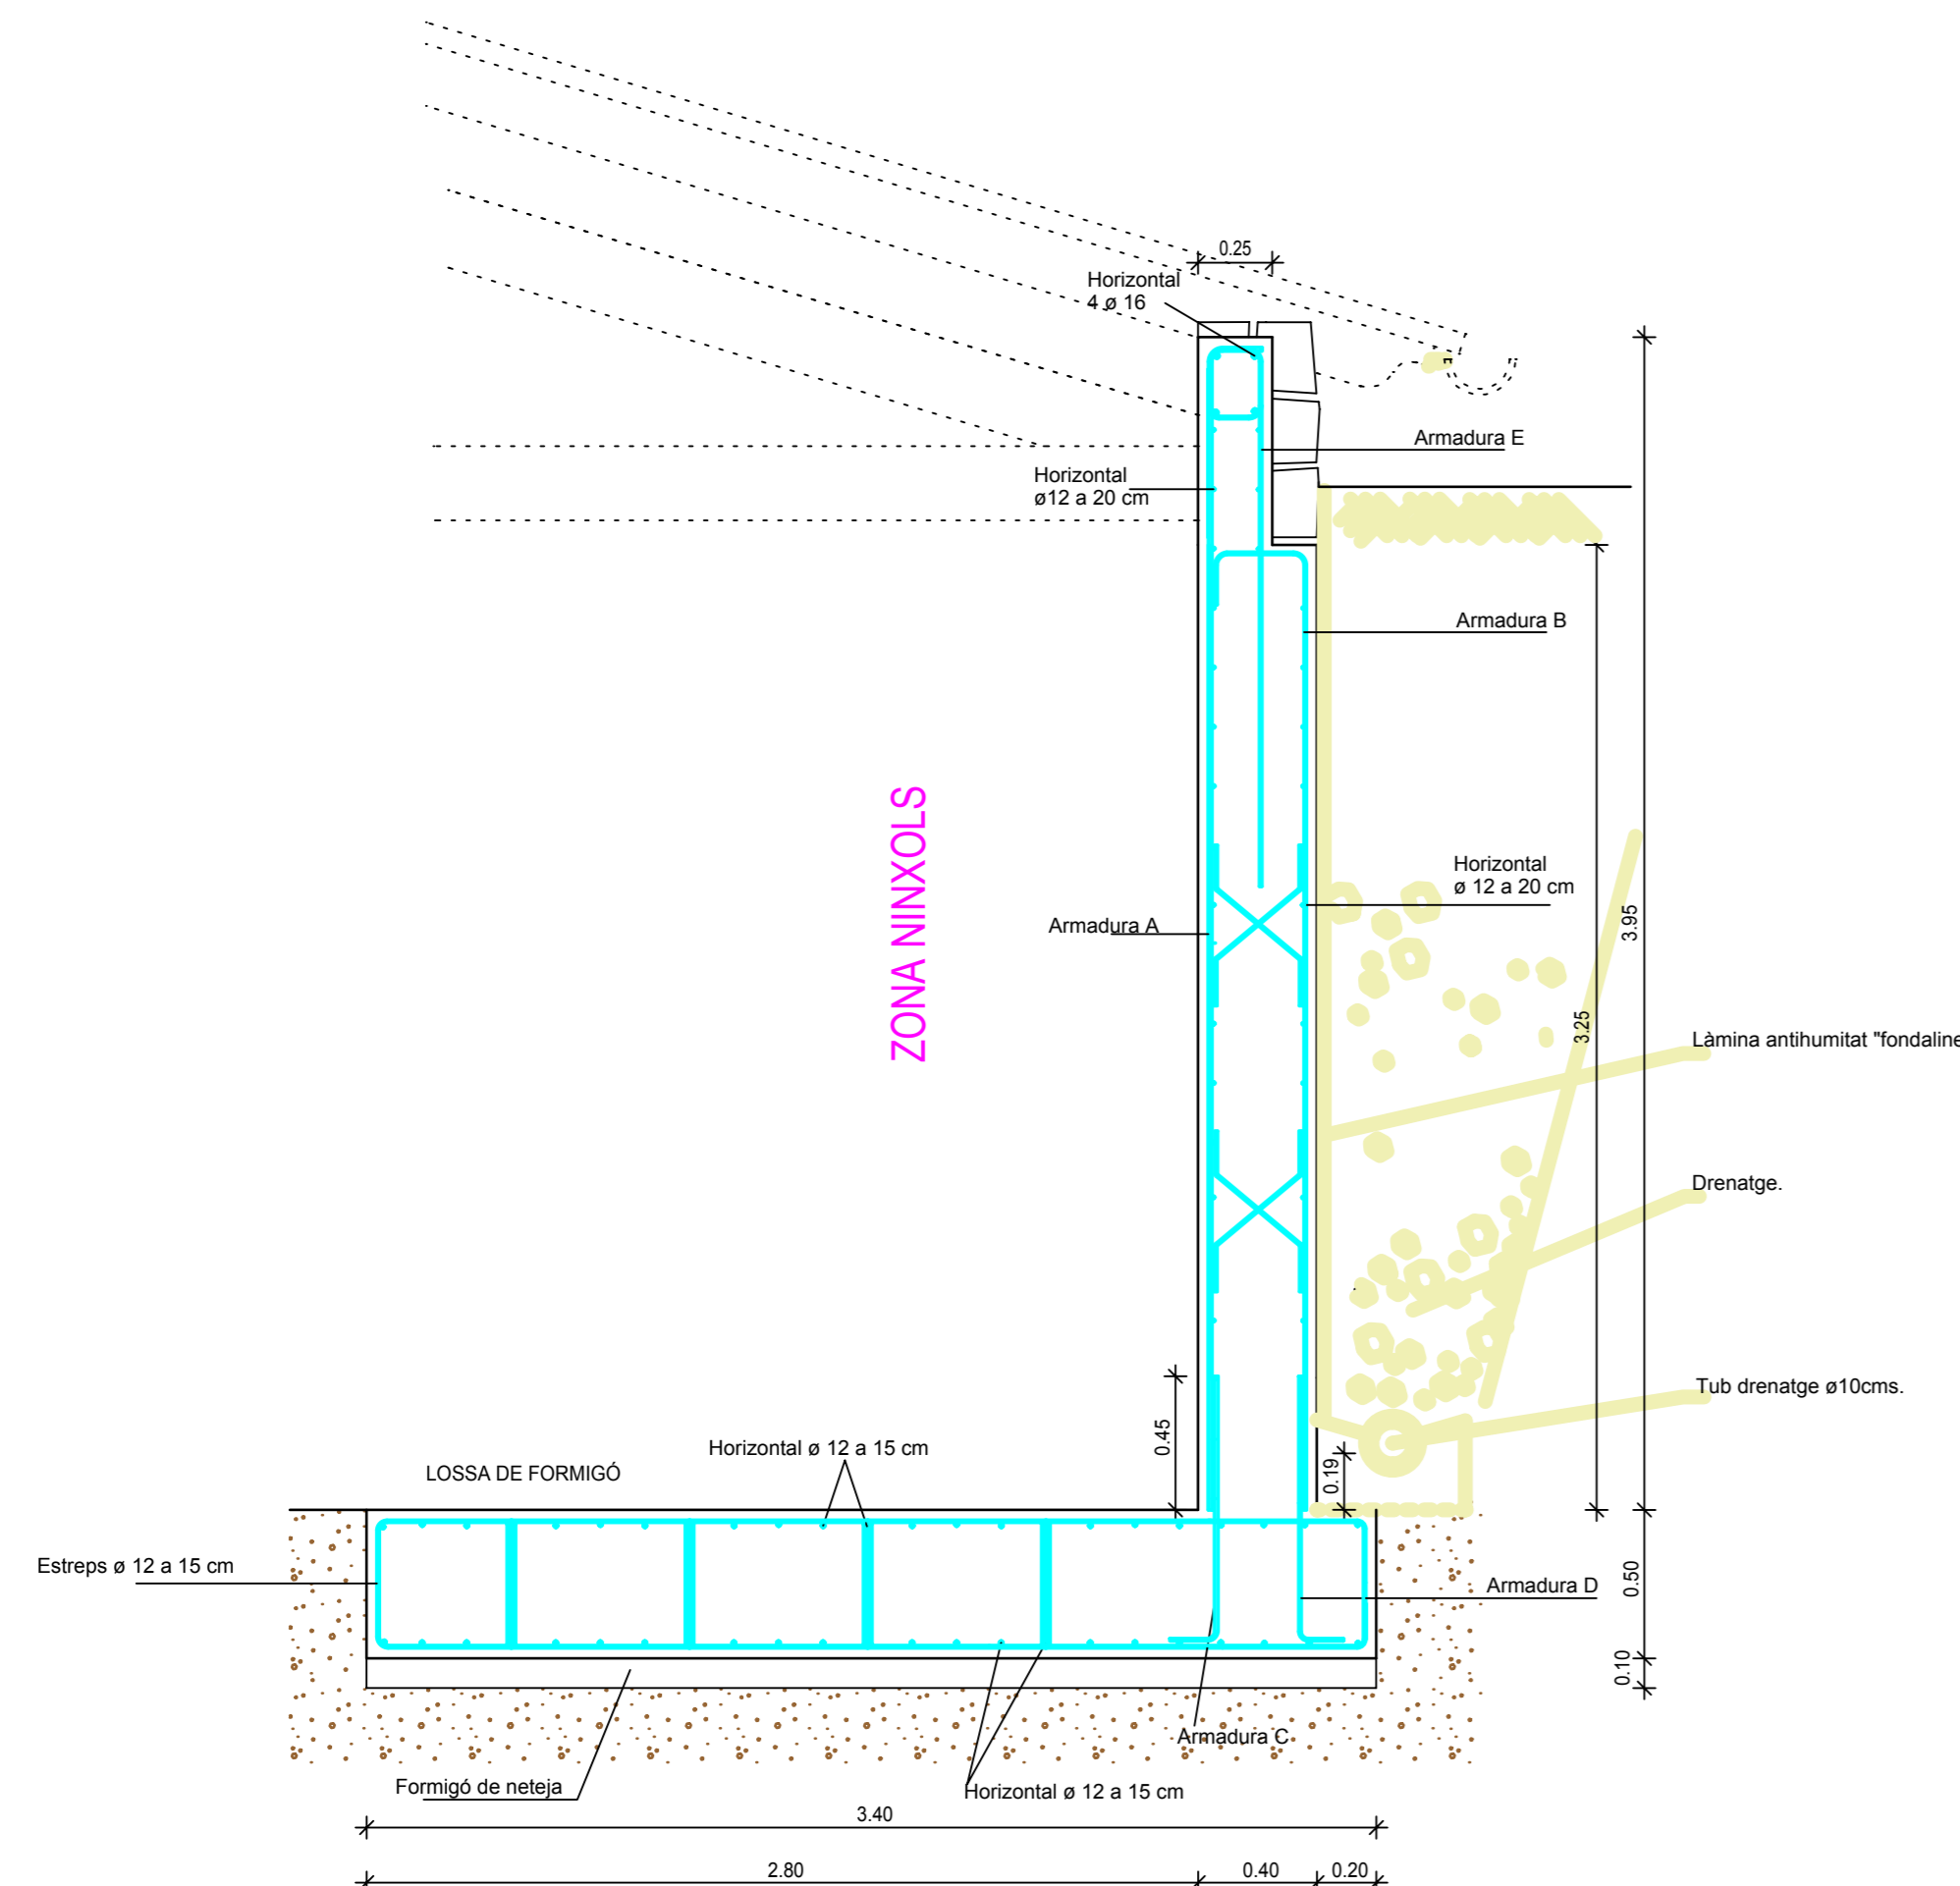 0.25
Horizontal
4 ø 16
Armadura E
Horizontal
ø12 a 20 cm
Armadura B
ZONA NINXOLS
Horizontal
ø 12 a 20 cm
Armadura A
3.95
3.25
Làmina antihumitat "fondaline
Drenatge.
Tub drenatge ø10cms.
0.45
0.19
Horizontal ø 12 a 15 cm
LOSSA DE FORMIGÓ
Estreps ø 12 a 15 cm
Armadura D
0.50
0.10
Armadura C
Formigó de neteja
Horizontal ø 12 a 15 cm
3.40
2.80
0.40
0.20